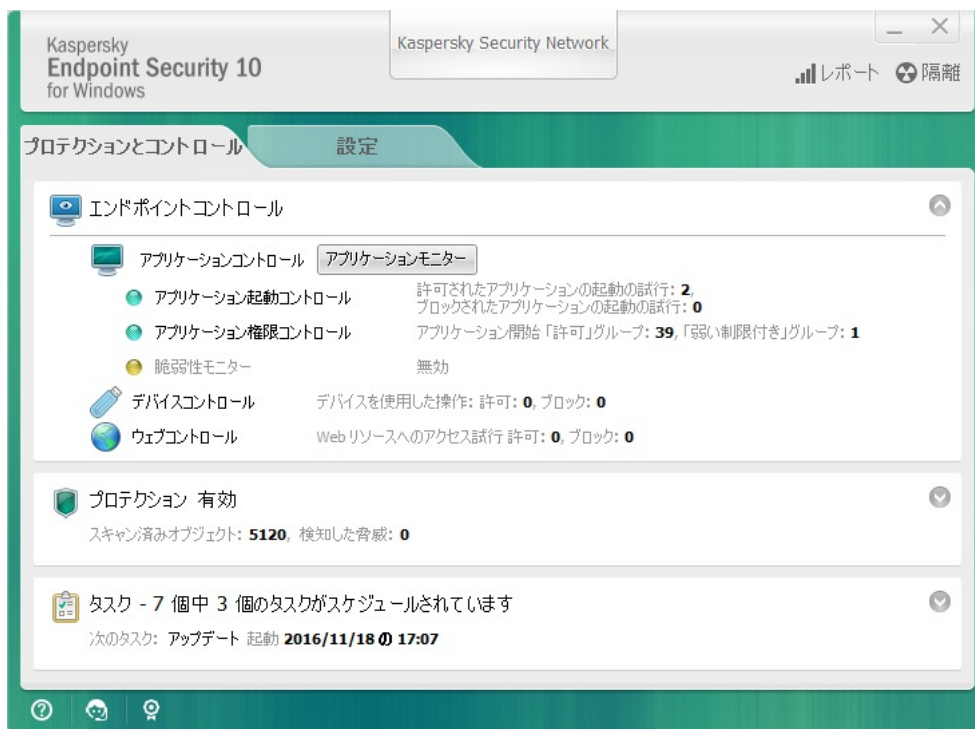 Kaspersky
Endpoint Security 10
for Windows
Kaspersky Security Network
レポート
隔離
プロテクションとコントロール
設定
エンドポイントコントロール
アプリケーションコントロール
アプリケーションモニター
アプリケーション起動コントロール
許可されたアプリケーションの起動の試行: 2,
ブロックされたアプリケーションの起動の試行: 0
アプリケーション権限コントロール
アプリケーション開始「許可」グループ: 39,「弱い制限付き」グループ: 1
脆弱性モニター
無効
デバイスコントロール
デバイスを使用した操作: 許可: 0, ブロック: 0
ウェブコントロール
Web リソースへのアクセス試行 許可: 0, ブロック: 0
プロテクション 有効
スキャン済みオブジェクト: 5120, 検知した脅威: 0
タスク - 7 個中 3 個のタスクがスケジュールされています
次のタスク: アップデート 起動 2016/11/18 の 17:07